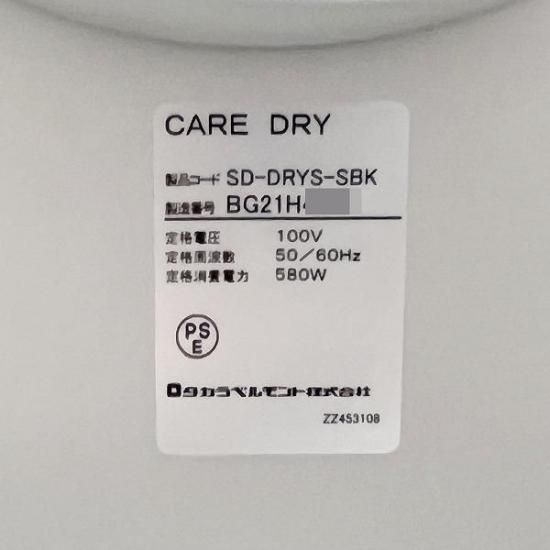 CARE DRY
製品コード SD-DRYS-SBK
製造番号 BG21H
定格電圧 100V
定格周波数 50/60Hz
定格消費電力 580W
PS
E
タカラベルモント株式会社
ZZ453108